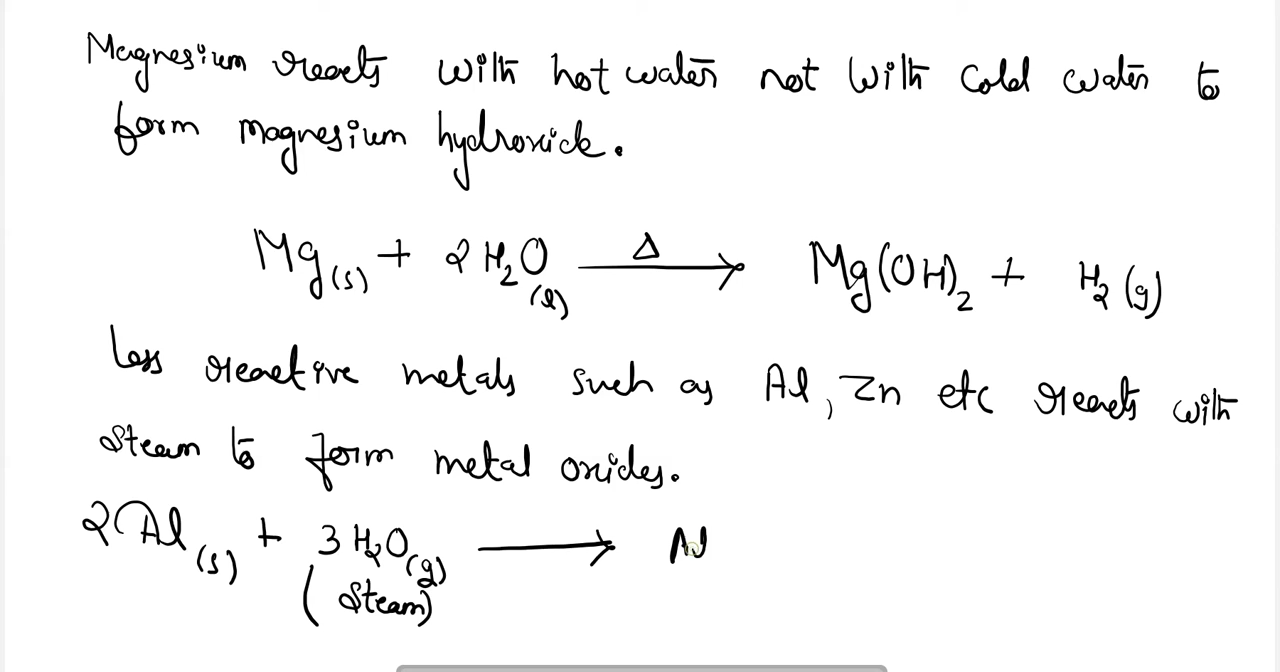 Magnesium reacts with hot water not with cold water to
form magnesium hydroxide.
Mg(s) + 2H₂O(l) —Δ→ Mg(OH)₂ + H₂(g)
Less reactive metals such as Al, Zn etc reacts with
steam to form metal oxides.
2Al(s) + 3H₂O(g) → Al
(steam)